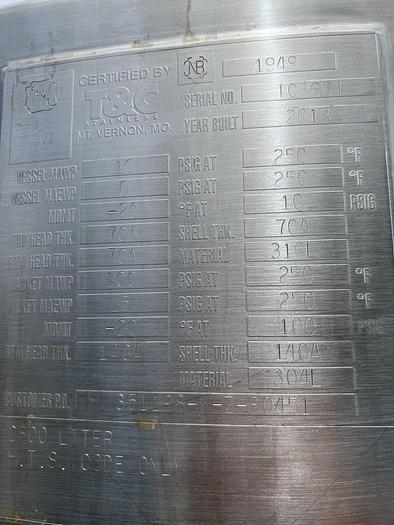 CERTIFIED BY NB 1949
T&C
STAINLESS
MT. VERNON, MO.
SERIAL NO.
YEAR BUILT
VESSEL MAWP 10 PSIG AT 250 °F
VESSEL MAEWP 0 PSIG AT 250 °F
MDMT -20 °F AT 10 PSIG
TOP HEAD THK. 7GA SHELL THK. 7GA
BTM HEAD THK. 7GA MATERIAL 316L
JACKET MAWP 100 PSIG AT 250 °F
JACKET MAEWP 15 PSIG AT 250 °F
MDMT -20 °F AT 100 PSIG
BTM HEAD THK. 14GA SHELL THK. 14GA
MATERIAL 304L
CUSTOMER P.O.
LITER
H.T.S. CODE ONLY